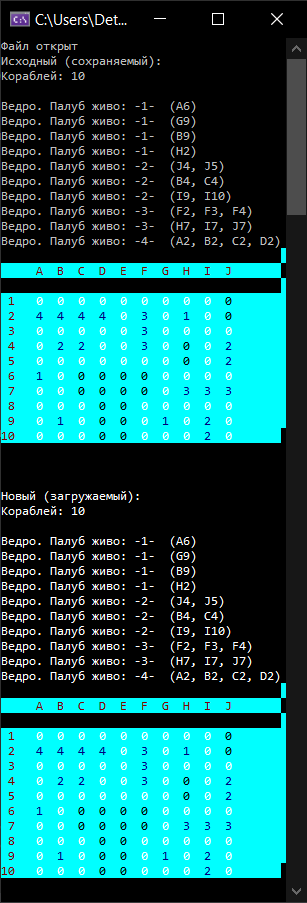 C:\Users\Det...
Файл открыт
Исходный (сохраняемый):
Кораблей: 10
Ведро. Палуб живо: -1-  (A6)
Ведро. Палуб живо: -1-  (G9)
Ведро. Палуб живо: -1-  (B9)
Ведро. Палуб живо: -1-  (H2)
Ведро. Палуб живо: -2-  (J4, J5)
Ведро. Палуб живо: -2-  (B4, C4)
Ведро. Палуб живо: -2-  (I9, I10)
Ведро. Палуб живо: -3-  (F2, F3, F4)
Ведро. Палуб живо: -3-  (H7, I7, J7)
Ведро. Палуб живо: -4-  (A2, B2, C2, D2)
A B C D E F G H I J
1 0 0 0 0 0 0 0 0 0 0
2 4 4 4 4 0 3 0 1 0 0
3 0 0 0 0 0 3 0 0 0 0
4 0 2 2 0 0 3 0 0 0 2
5 0 0 0 0 0 0 0 0 0 2
6 1 0 0 0 0 0 0 0 0 0
7 0 0 0 0 0 0 0 3 3 3
8 0 0 0 0 0 0 0 0 0 0
9 0 1 0 0 0 0 1 0 2 0
10 0 0 0 0 0 0 0 0 2 0
Новый (загружаемый):
Кораблей: 10
Ведро. Палуб живо: -1-  (A6)
Ведро. Палуб живо: -1-  (G9)
Ведро. Палуб живо: -1-  (B9)
Ведро. Палуб живо: -1-  (H2)
Ведро. Палуб живо: -2-  (J4, J5)
Ведро. Палуб живо: -2-  (B4, C4)
Ведро. Палуб живо: -2-  (I9, I10)
Ведро. Палуб живо: -3-  (F2, F3, F4)
Ведро. Палуб живо: -3-  (H7, I7, J7)
Ведро. Палуб живо: -4-  (A2, B2, C2, D2)
A B C D E F G H I J
1 0 0 0 0 0 0 0 0 0 0
2 4 4 4 4 0 3 0 1 0 0
3 0 0 0 0 0 3 0 0 0 0
4 0 2 2 0 0 3 0 0 0 2
5 0 0 0 0 0 0 0 0 0 2
6 1 0 0 0 0 0 0 0 0 0
7 0 0 0 0 0 0 0 3 3 3
8 0 0 0 0 0 0 0 0 0 0
9 0 1 0 0 0 0 1 0 2 0
10 0 0 0 0 0 0 0 0 2 0